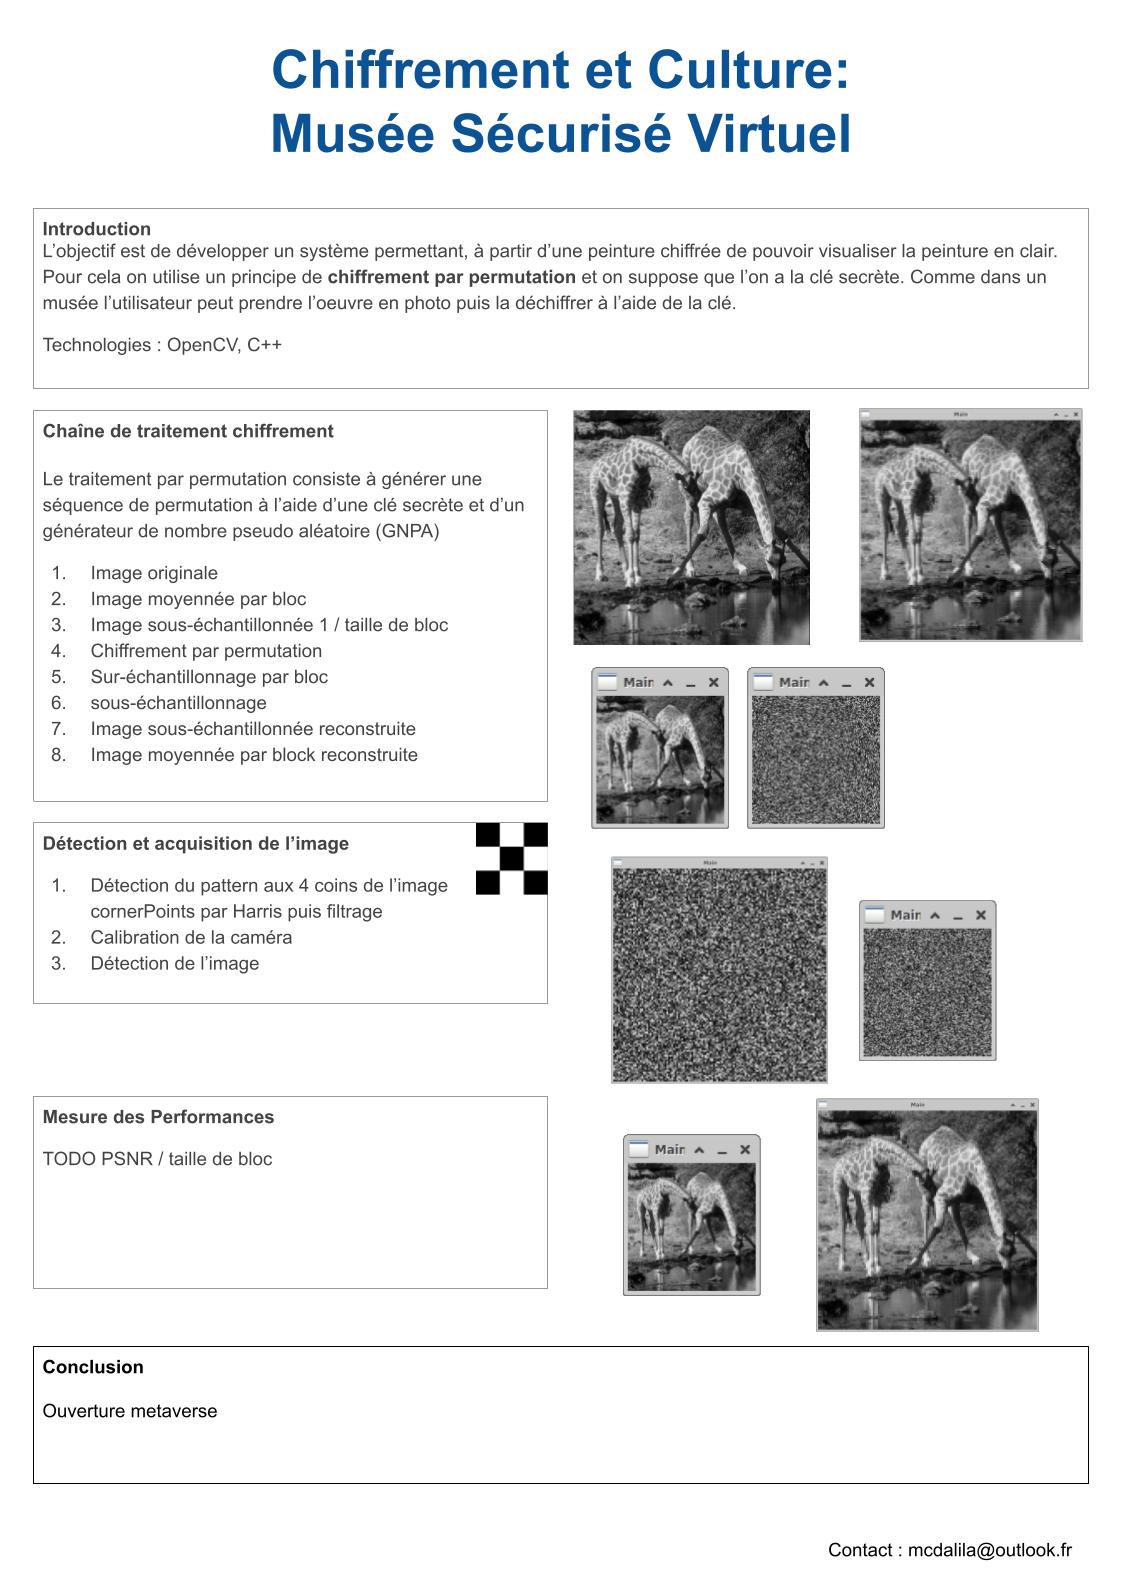 Chiffrement et Culture:
Musée Sécurisé Virtuel
Introduction
L'objectif est de développer un système permettant, à partir d'une peinture chiffrée de pouvoir visualiser la peinture en clair.
Pour cela on utilise un principe de chiffrement par permutation et on suppose que l'on a la clé secrète. Comme dans un
musée l'utilisateur peut prendre l'oeuvre en photo puis la déchiffrer à l'aide de la clé.
Technologies : OpenCV, C++
Chaîne de traitement chiffrement
Le traitement par permutation consiste à générer une
séquence de permutation à l'aide d'une clé secrète et d'un
générateur de nombre pseudo aléatoire (GNPA)
1. Image originale
2. Image moyennée par bloc
3. Image sous-échantillonnée 1 / taille de bloc
4. Chiffrement par permutation
5. Sur-échantillonnage par bloc
6. sous-échantillonnage
7. Image sous-échantillonnée reconstruite
8. Image moyennée par block reconstruite
Main
Main
Main
Détection et acquisition de l'image
1. Détection du pattern aux 4 coins de l'image
cornerPoints par Harris puis filtrage
2. Calibration de la caméra
3. Détection de l'image
Main
Main
Mesure des Performances
TODO PSNR / taille de bloc
Main
Main
Conclusion
Ouverture metaverse
Contact : mcdalila@outlook.fr